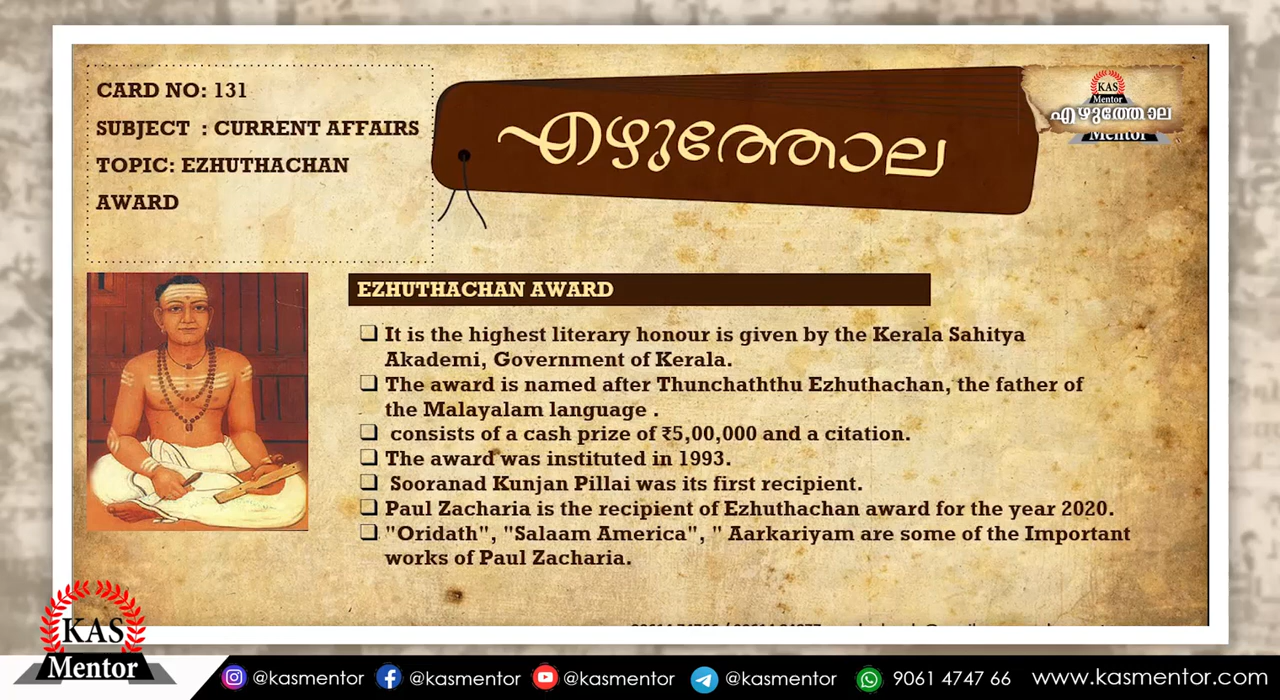 CARD NO: 131
SUBJECT : CURRENT AFFAIRS
TOPIC: EZHUTHACHAN
AWARD
എഴുത്തോല
KAS
Mentor
എഴുത്തോല
Mentor
EZHUTHACHAN AWARD
❑ It is the highest literary honour is given by the Kerala Sahitya
Akademi, Government of Kerala.
❑ The award is named after Thunchaththu Ezhuthachan, the father of
the Malayalam language .
❑ consists of a cash prize of ₹5,00,000 and a citation.
❑ The award was instituted in 1993.
❑ Sooranad Kunjan Pillai was its first recipient.
❑ Paul Zacharia is the recipient of Ezhuthachan award for the year 2020.
❑ "Oridath", "Salaam America", " Aarkariyam are some of the Important
works of Paul Zacharia.
KAS
Mentor
@kasmentor @kasmentor @kasmentor @kasmentor 9061 4747 66 www.kasmentor.com